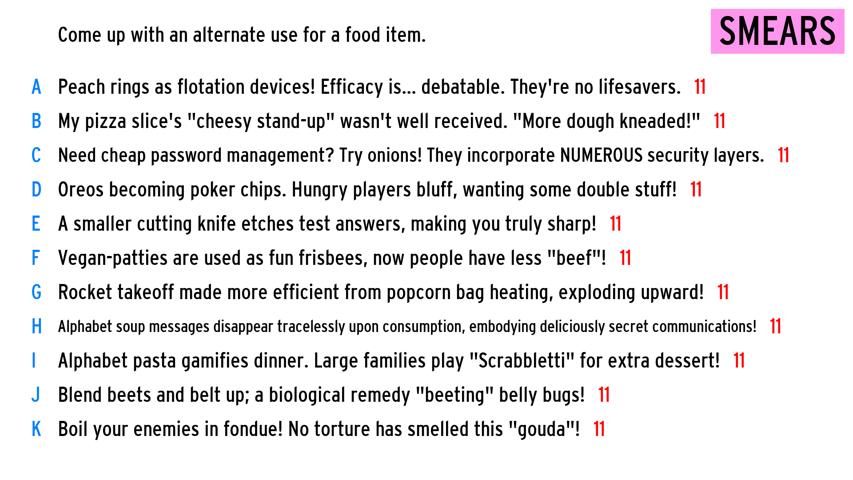 Come up with an alternate use for a food item.
SMEARS
A Peach rings as flotation devices! Efficacy is... debatable. They're no lifesavers. 11
B My pizza slice's "cheesy stand-up" wasn't well received. "More dough kneaded!" 11
C Need cheap password management? Try onions! They incorporate NUMEROUS security layers. 11
D Oreos becoming poker chips. Hungry players bluff, wanting some double stuff! 11
E A smaller cutting knife etches test answers, making you truly sharp! 11
F Vegan-patties are used as fun frisbees, now people have less "beef"! 11
G Rocket takeoff made more efficient from popcorn bag heating, exploding upward! 11
H Alphabet soup messages disappear tracelessly upon consumption, embodying deliciously secret communications! 11
I Alphabet pasta gamifies dinner. Large families play "Scrabbletti" for extra dessert! 11
J Blend beets and belt up; a biological remedy "beeting" belly bugs! 11
K Boil your enemies in fondue! No torture has smelled this "gouda"! 11